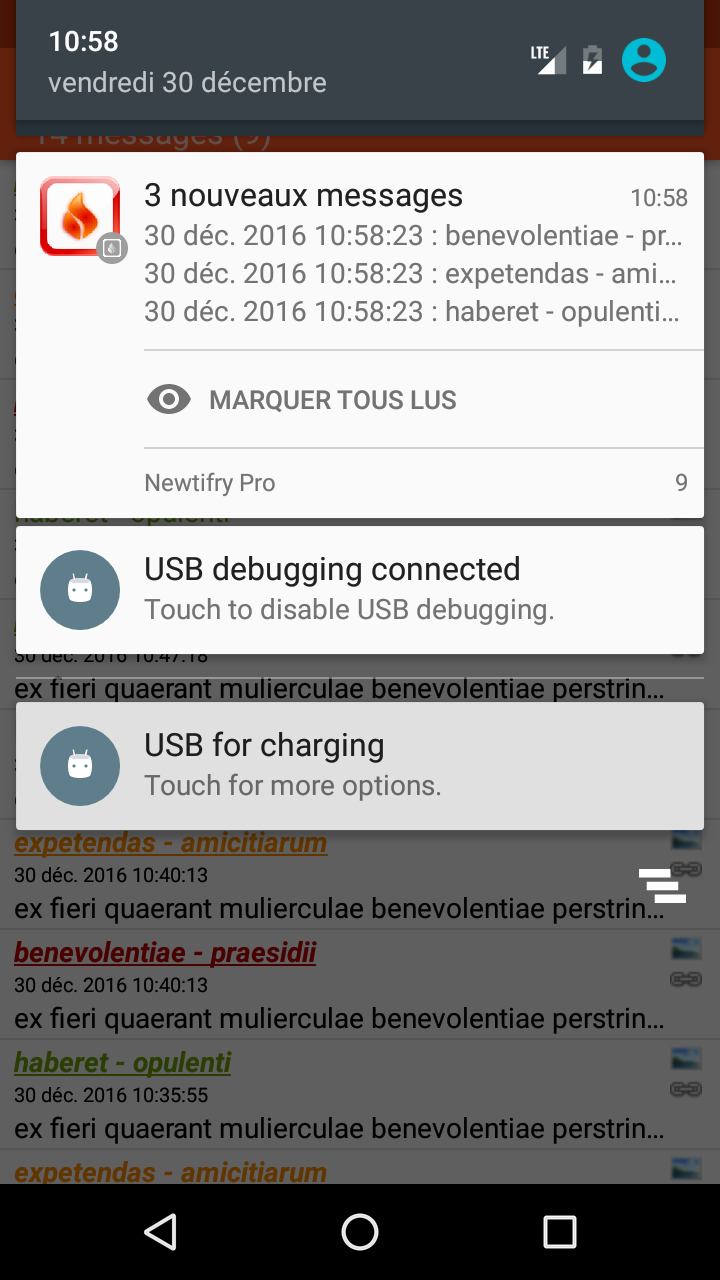 10:58
LTE
vendredi 30 décembre
14 messages (9)
3 nouveaux messages 10:58
30 déc. 2016 10:58:23 : benevolentiae - pr...
30 déc. 2016 10:58:23 : expetendas - ami...
30 déc. 2016 10:58:23 : haberet - opulenti...
MARQUER TOUS LUS
Newtifry Pro 9
haberet - opulenti
USB debugging connected
Touch to disable USB debugging.
30 déc. 2016 10:47:18
ex fieri quaerant mulierculae benevolentiae perstrin...
USB for charging
Touch for more options.
expetendas - amicitiarum
30 déc. 2016 10:40:13
ex fieri quaerant mulierculae benevolentiae perstrin...
benevolentiae - praesidii
30 déc. 2016 10:40:13
ex fieri quaerant mulierculae benevolentiae perstrin...
haberet - opulenti
30 déc. 2016 10:35:55
ex fieri quaerant mulierculae benevolentiae perstrin...
expetendas - amicitiarum